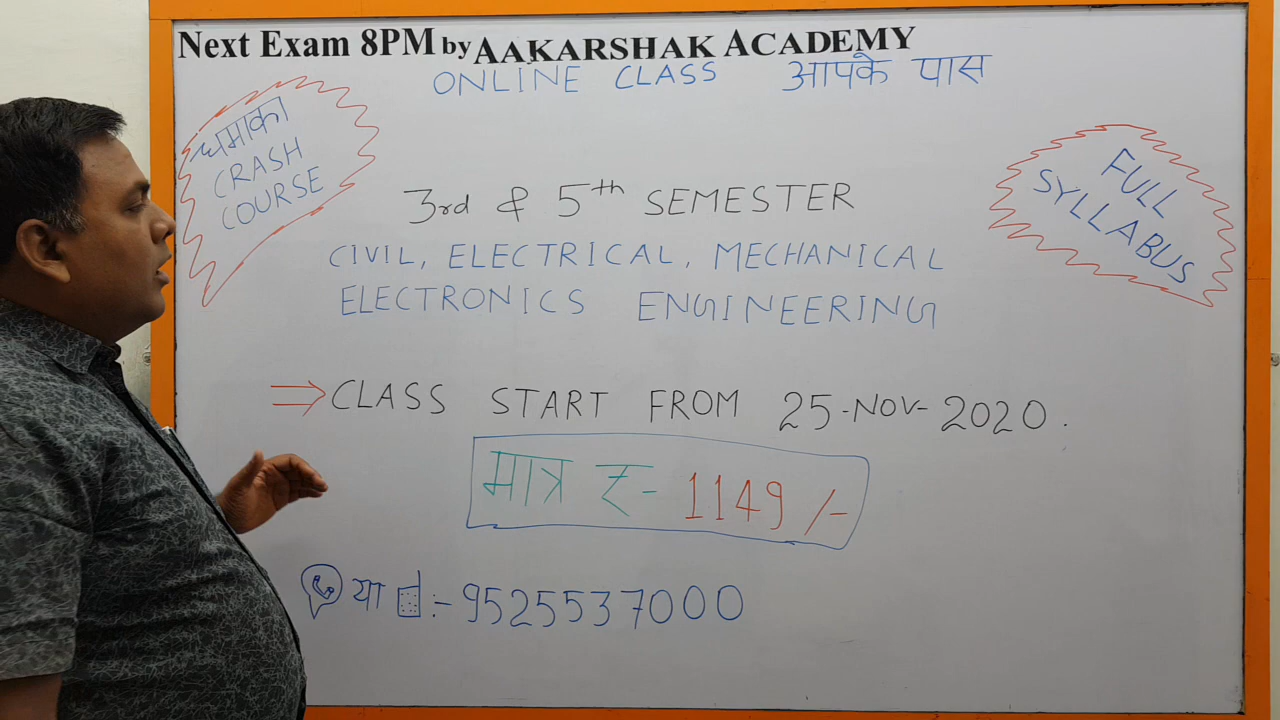 Next Exam 8PM by AAKARSHAK ACADEMY
ONLINE CLASS आपके पास
धमाका
CRASH
COURSE
FULL
SYLLABUS
3rd & 5th SEMESTER
CIVIL, ELECTRICAL, MECHANICAL
ELECTRONICS ENGINEERING
⇒ CLASS START FROM 25-NOV-2020.
मात्र ₹- 1149/-
या :- 9525537000